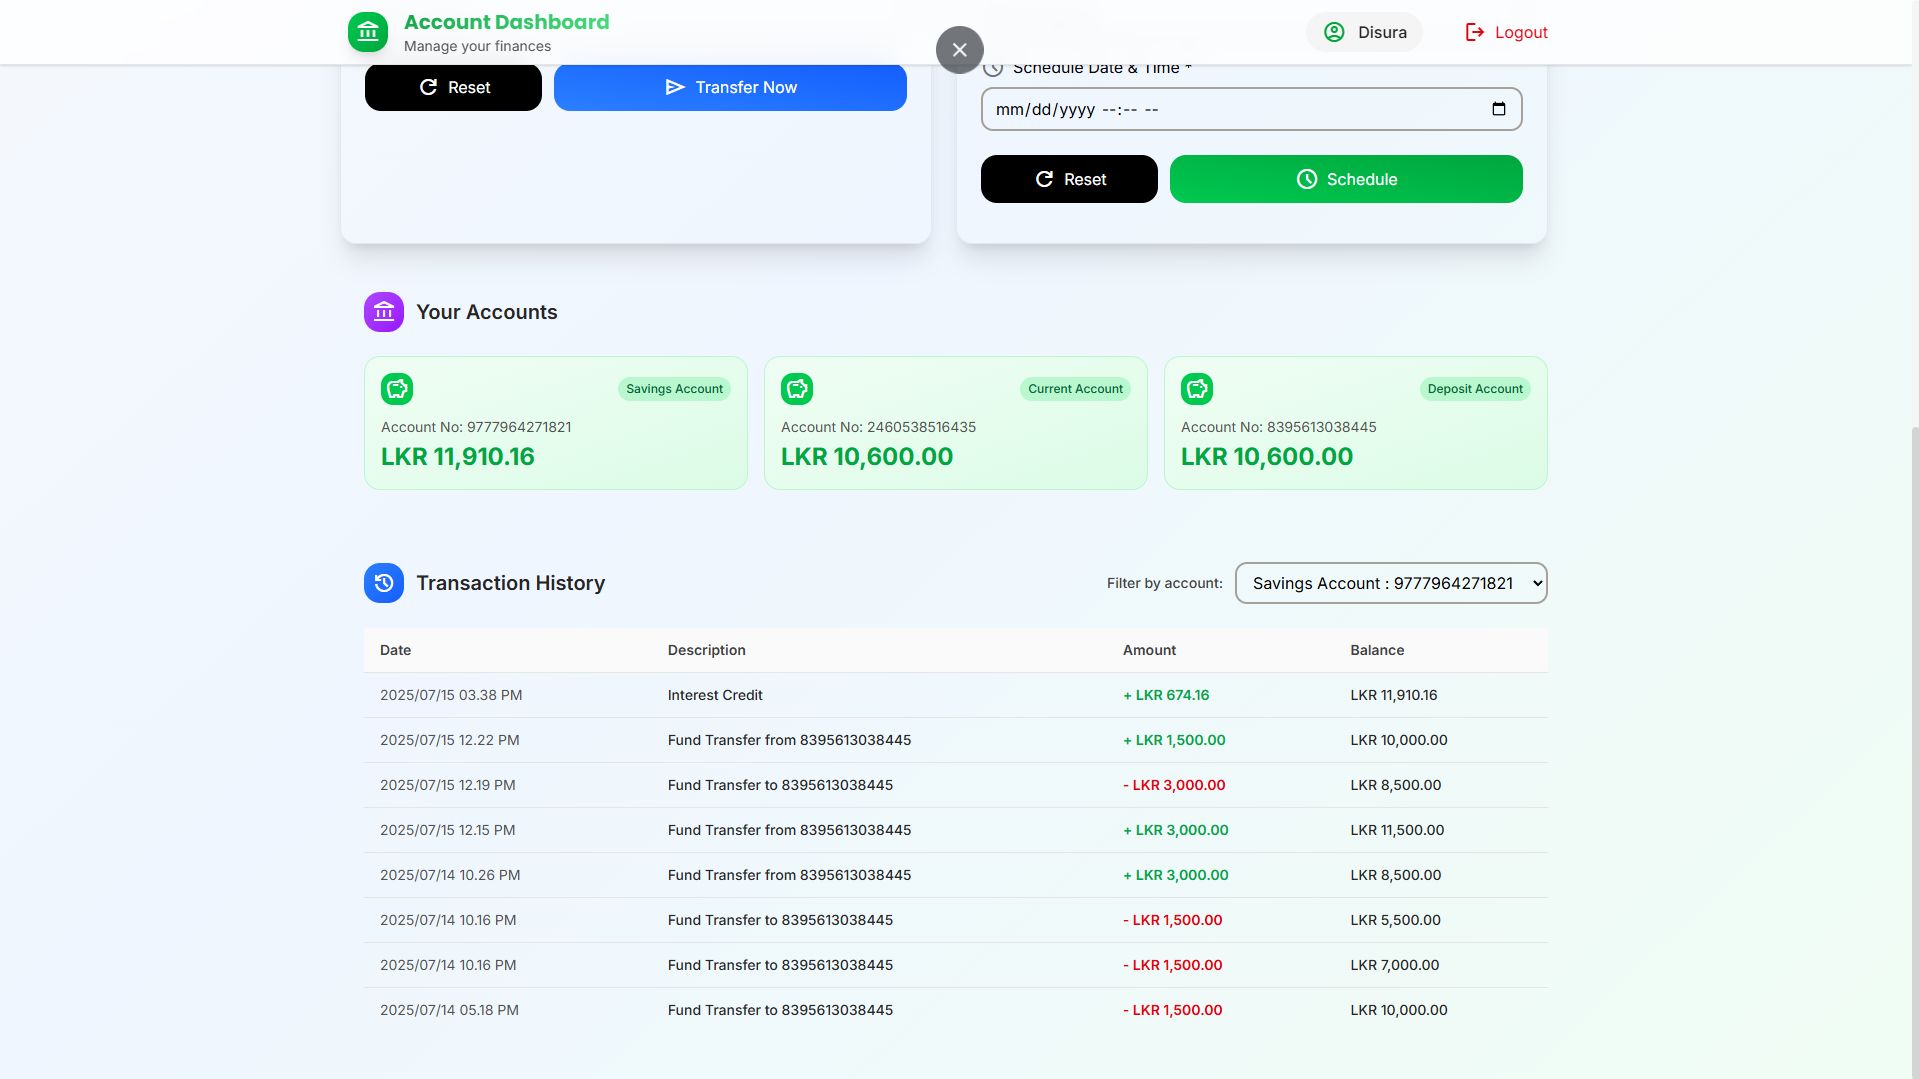 Account Dashboard
Manage your finances
Disura
Logout
Reset
Transfer Now
Schedule Date & Time *
mm/dd/yyyy --:-- --
Reset
Schedule
Your Accounts
Savings Account
Account No: 9777964271821
LKR 11,910.16
Current Account
Account No: 2460538516435
LKR 10,600.00
Deposit Account
Account No: 8395613038445
LKR 10,600.00
Transaction History
Filter by account:
Savings Account : 9777964271821
Date Description Amount Balance
2025/07/15 03.38 PM Interest Credit + LKR 674.16 LKR 11,910.16
2025/07/15 12.22 PM Fund Transfer from 8395613038445 + LKR 1,500.00 LKR 10,000.00
2025/07/15 12.19 PM Fund Transfer to 8395613038445 - LKR 3,000.00 LKR 8,500.00
2025/07/15 12.15 PM Fund Transfer from 8395613038445 + LKR 3,000.00 LKR 11,500.00
2025/07/14 10.26 PM Fund Transfer from 8395613038445 + LKR 3,000.00 LKR 8,500.00
2025/07/14 10.16 PM Fund Transfer to 8395613038445 - LKR 1,500.00 LKR 5,500.00
2025/07/14 10.16 PM Fund Transfer to 8395613038445 - LKR 1,500.00 LKR 7,000.00
2025/07/14 05.18 PM Fund Transfer to 8395613038445 - LKR 1,500.00 LKR 10,000.00